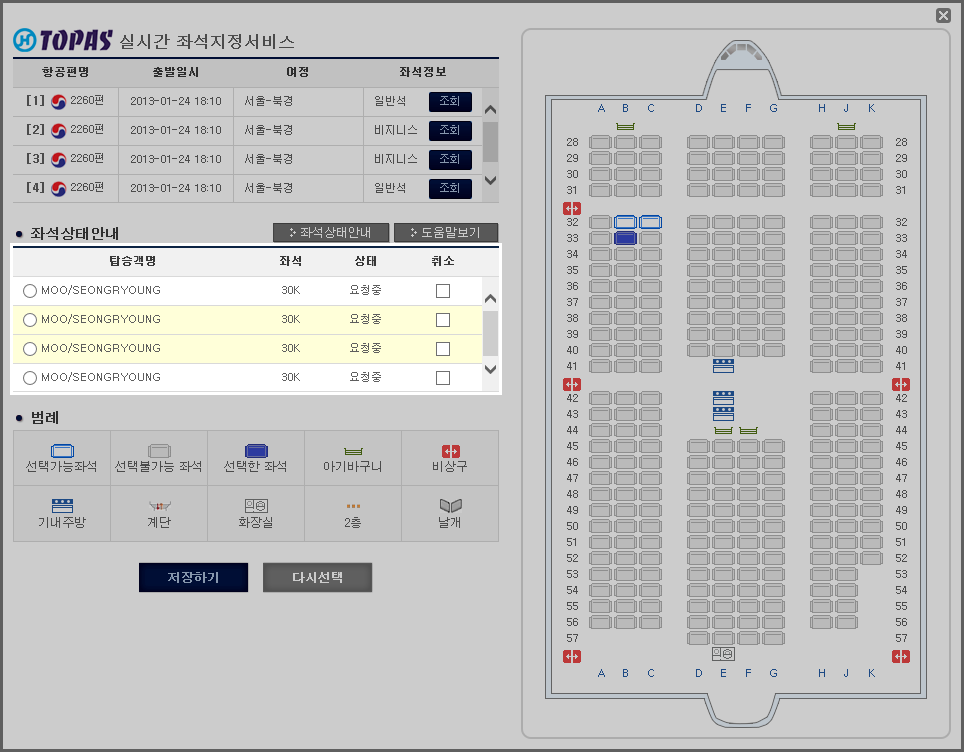 TOPAS 실시간 좌석지정서비스
항공편명 출발일시 여정 좌석정보
[1] 2260편 2013-01-24 18:10 서울-북경 일반석 조회
[2] 2260편 2013-01-24 18:10 서울-북경 비지니스 조회
[3] 2260편 2013-01-24 18:10 서울-북경 비지니스 조회
[4] 2260편 2013-01-24 18:10 서울-북경 일반석 조회
좌석상태안내 좌석상태안내 도움말보기
탑승객명 좌석 상태 취소
MOO/SEONGRYOUNG 30K 요청중
MOO/SEONGRYOUNG 30K 요청중
MOO/SEONGRYOUNG 30K 요청중
MOO/SEONGRYOUNG 30K 요청중
범례
선택가능좌석 선택불가능 좌석 선택한 좌석 아기바구니 비상구
기내주방 계단 화장실 2층 날개
저장하기 다시선택
A B C D E F G H J K
28 28
29 29
30 30
31 31
32 32
33 33
34 34
35 35
36 36
37 37
38 38
39 39
40 40
41 41
42 42
43 43
44 44
45 45
46 46
47 47
48 48
49 49
50 50
51 51
52 52
53 53
54 54
55 55
56 56
57 57
A B C D E F G H J K